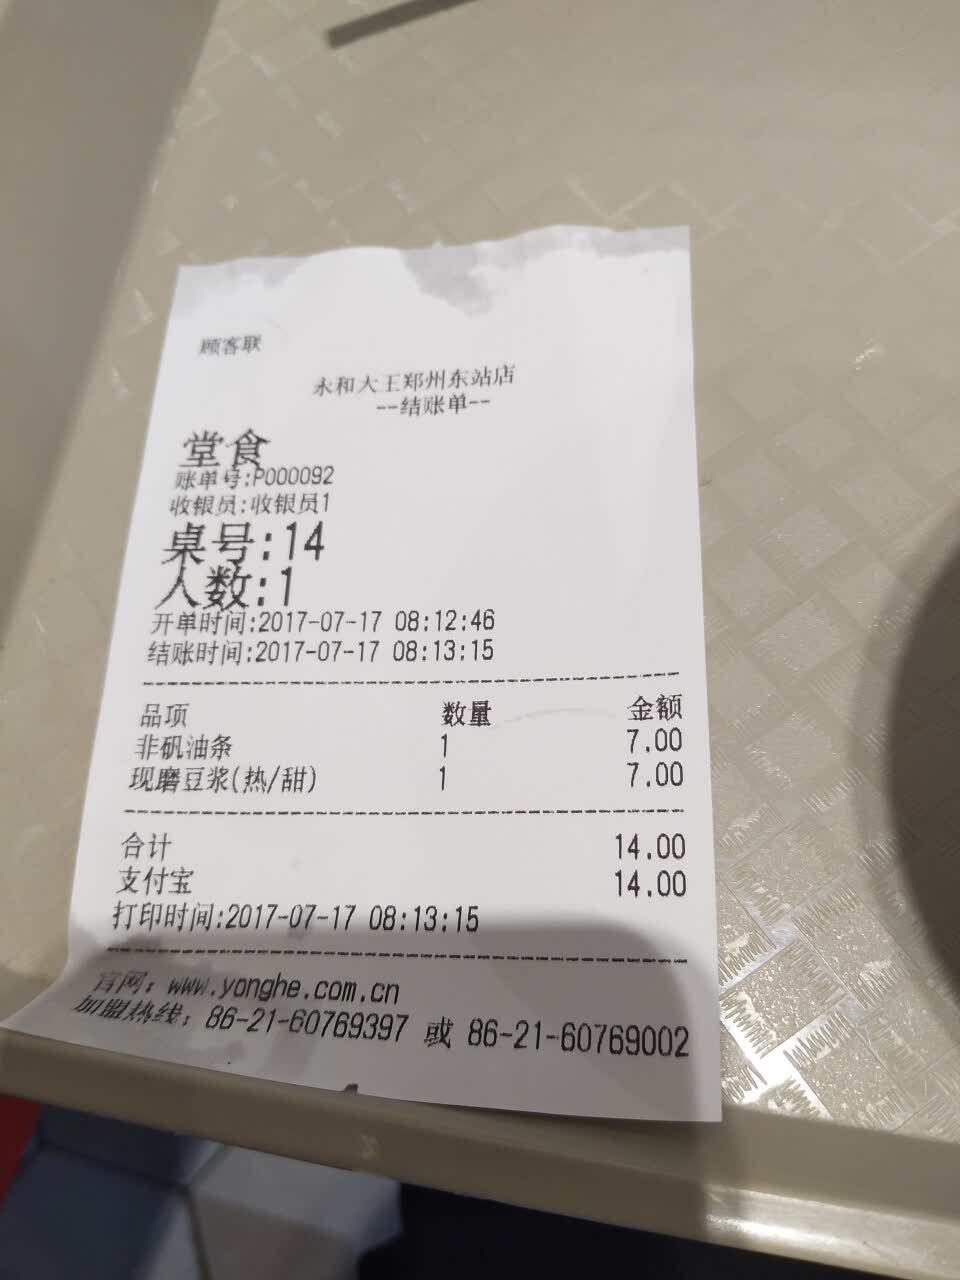 顾客联
永和大王郑州东站店
--结账单--
堂食
账单号:P000092
收银员:收银员1
桌号:14
人数:1
开单时间:2017-07-17 08:12:46
结账时间:2017-07-17 08:13:15
品项 数量 金额
非矾油条 1 7.00
现磨豆浆(热/甜) 1 7.00
合计 14.00
支付宝 14.00
打印时间:2017-07-17 08:13:15
官网: www.yonghe.com.cn
加盟热线: 86-21-60769397 或 86-21-60769002